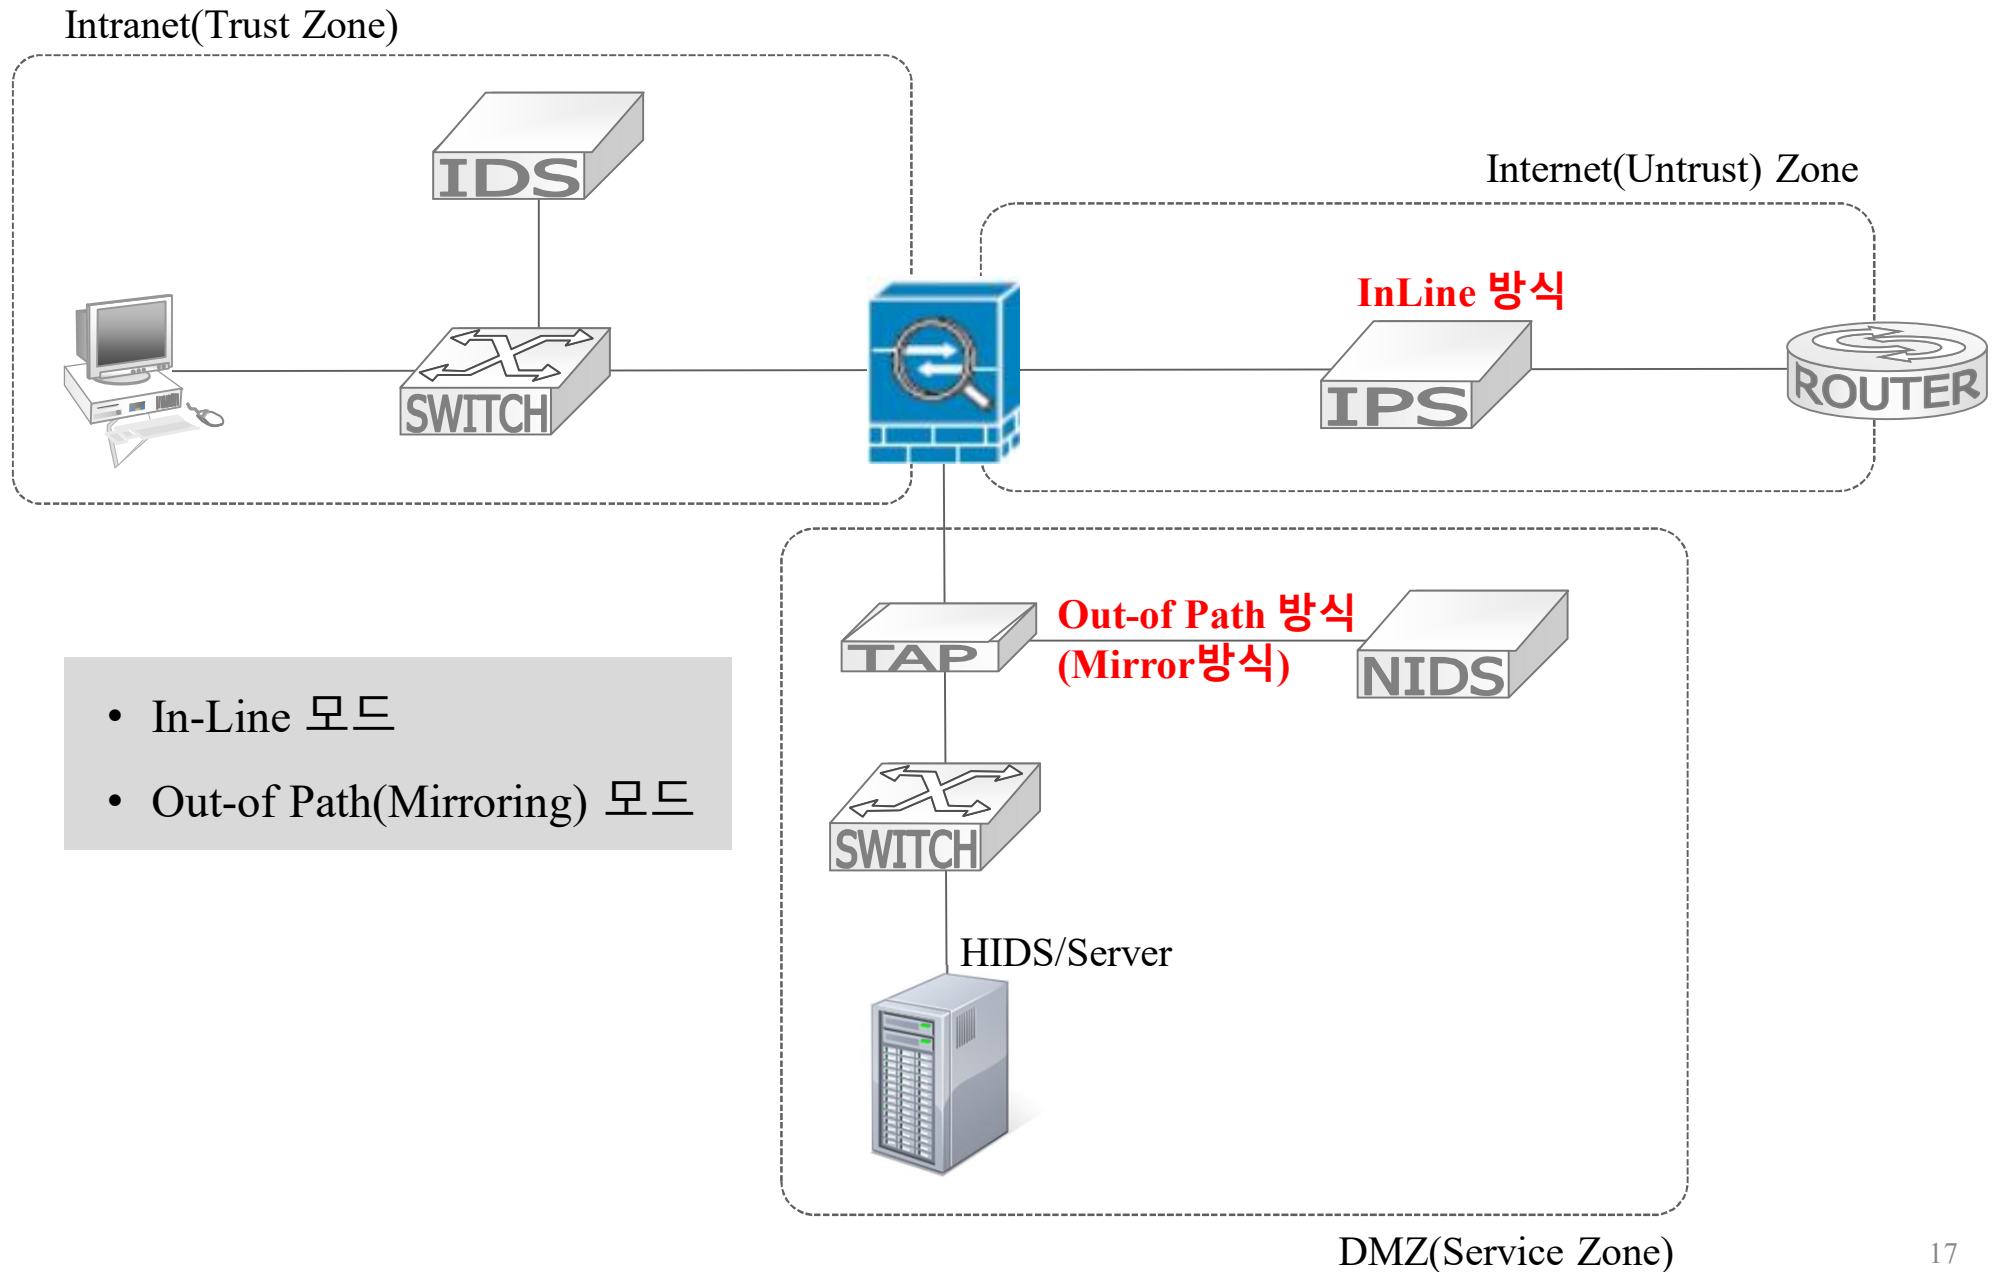 Intranet(Trust Zone)
IDS
Internet(Untrust) Zone
InLine 방식
SWITCH
IPS
ROUTER
Out-of Path 방식
(Mirror방식)
TAP
NIDS
• In-Line 모드
• Out-of Path(Mirroring) 모드
SWITCH
HIDS/Server
DMZ(Service Zone)
17